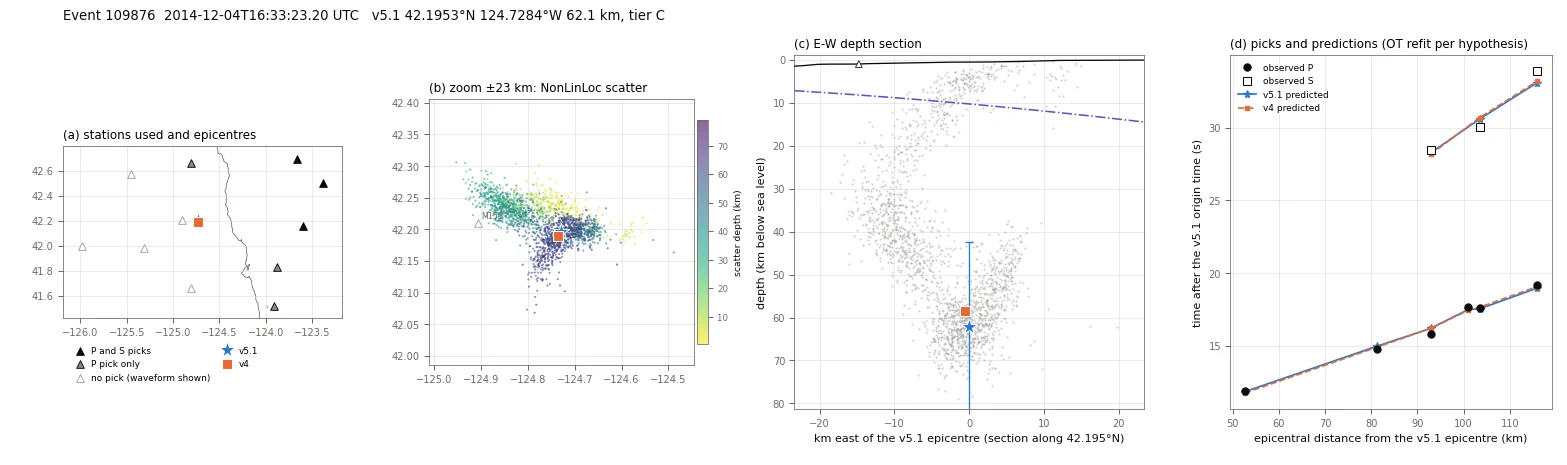 Event 109876  2014-12-04T16:33:23.20 UTC   v5.1 42.1953°N 124.7284°W 62.1 km, tier C
(a) stations used and epicentres
42.6
42.4
42.2
42.0
41.8
41.6
−126.0 −125.5 −125.0 −124.5 −124.0 −123.5
P and S picks
P pick only
no pick (waveform shown)
v5.1
v4
(b) zoom ±23 km: NonLinLoc scatter
42.40
42.35
42.30
42.25
42.20
42.15
42.10
42.05
42.00
−125.0 −124.9 −124.8 −124.7 −124.6 −124.5
70
60
50
40
30
20
10
scatter depth (km)
(c) E-W depth section
0
10
20
30
40
50
60
70
80
depth (km below sea level)
−20 −10 0 10 20
km east of the v5.1 epicentre (section along 42.195°N)
(d) picks and predictions (OT refit per hypothesis)
observed P
observed S
v5.1 predicted
v4 predicted
30
25
20
15
time after the v5.1 origin time (s)
50 60 70 80 90 100 110
epicentral distance from the v5.1 epicentre (km)